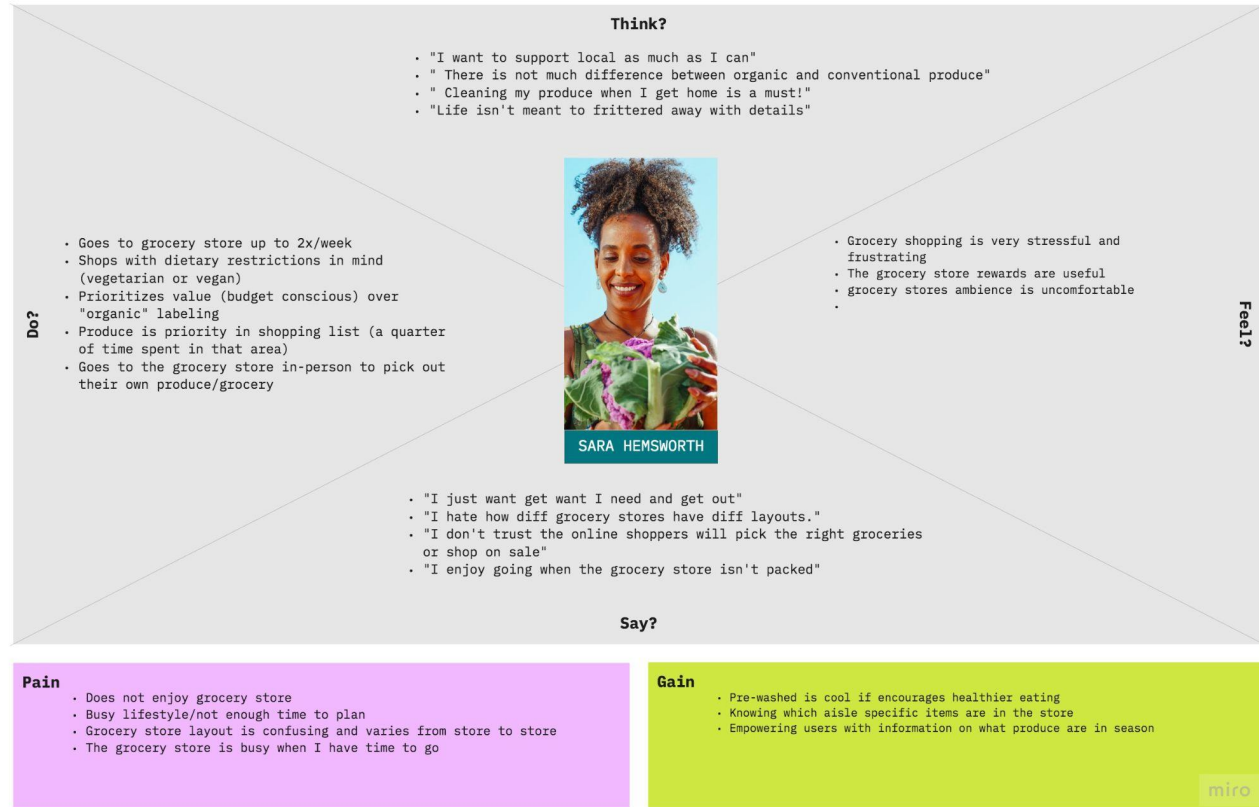 Think?
• "I want to support local as much as I can"
• " There is not much difference between organic and conventional produce"
• " Cleaning my produce when I get home is a must!"
• "Life isn't meant to frittered away with details"
Do?
• Goes to grocery store up to 2x/week
• Shops with dietary restrictions in mind
(vegetarian or vegan)
• Prioritizes value (budget conscious) over
"organic" labeling
• Produce is priority in shopping list (a quarter
of time spent in that area)
• Goes to the grocery store in-person to pick out
their own produce/grocery
SARA HEMSWORTH
• Grocery shopping is very stressful and
frustrating
• The grocery store rewards are useful
• grocery stores ambience is uncomfortable
•
Feel?
• "I just want get want I need and get out"
• "I hate how diff grocery stores have diff layouts."
• "I don't trust the online shoppers will pick the right groceries
or shop on sale"
• "I enjoy going when the grocery store isn't packed"
Say?
Pain
• Does not enjoy grocery store
• Busy lifestyle/not enough time to plan
• Grocery store layout is confusing and varies from store to store
• The grocery store is busy when I have time to go
Gain
• Pre-washed is cool if encourages healthier eating
• Knowing which aisle specific items are in the store
• Empowering users with information on what produce are in season
miro